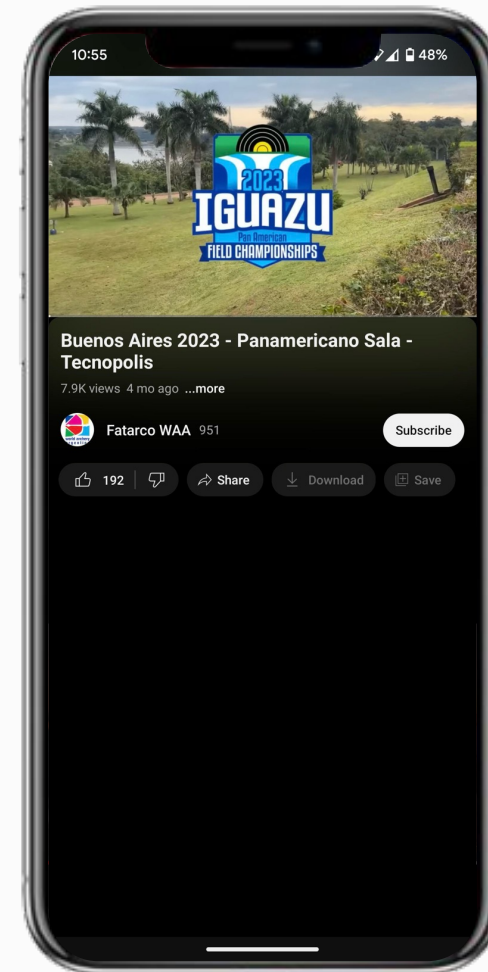 10:55
48%
2023
IGUAZU
Pan American
FIELD CHAMPIONSHIPS
Buenos Aires 2023 - Panamericano Sala -
Tecnopolis
7.9K views 4 mo ago ...more
Fatarco WAA 951
Subscribe
192
Share
Download
Save